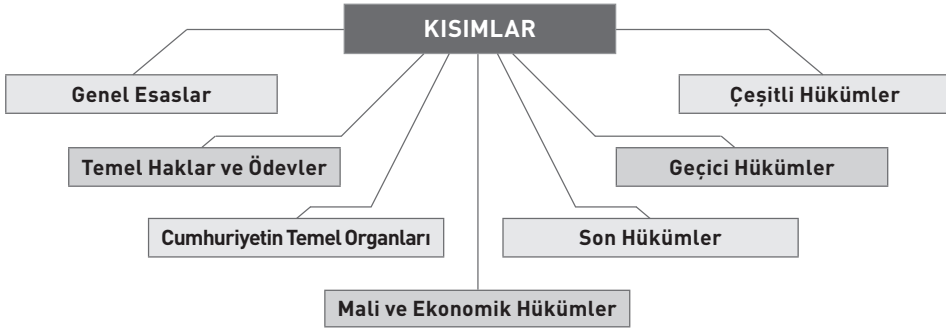 KISIMLAR
Genel Esaslar
Çeşitli Hükümler
Temel Haklar ve Ödevler
Geçici Hükümler
Cumhuriyetin Temel Organları
Son Hükümler
Mali ve Ekonomik Hükümler